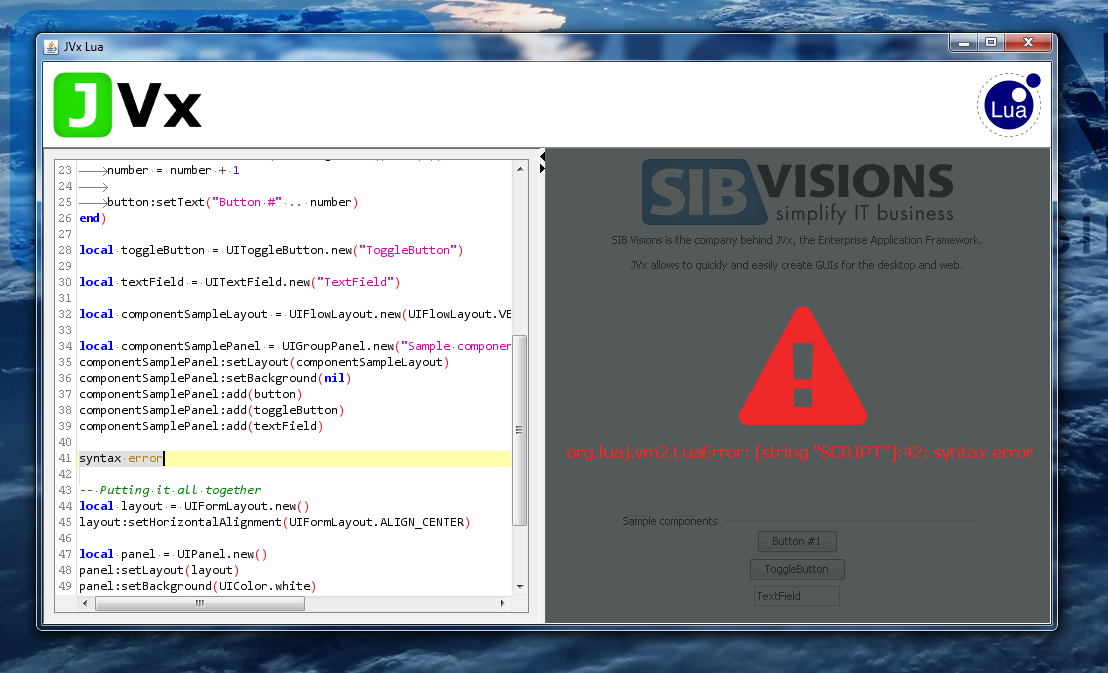 JVx Lua
JVx
Lua
23 number = number + 1
24
25 button:setText("Button #" .. number)
26 end)
27
28 local toggleButton = UIToggleButton.new("ToggleButton")
29
30 local textField = UITextField.new("TextField")
31
32 local componentSampleLayout = UIFlowLayout.new(UIFlowLayout.VE
33
34 local componentSamplePanel = UIGroupPanel.new("Sample componen
35 componentSamplePanel:setLayout(componentSampleLayout)
36 componentSamplePanel:setBackground(nil)
37 componentSamplePanel:add(button)
38 componentSamplePanel:add(toggleButton)
39 componentSamplePanel:add(textField)
40
41 syntax error
42
43 -- Putting it all together
44 local layout = UIFormLayout.new()
45 layout:setHorizontalAlignment(UIFormLayout.ALIGN_CENTER)
46
47 local panel = UIPanel.new()
48 panel:setLayout(layout)
49 panel:setBackground(UIColor.white)
SIB VISIONS
simplify IT business
SIB Visions is the company behind JVx, the Enterprise Application Framework.
JVx allows to quickly and easily create GUIs for the desktop and web.
org.luaj.vm2.LuaError: [string "SCRIPT"]:42: syntax error
Sample components
Button #1
ToggleButton
TextField